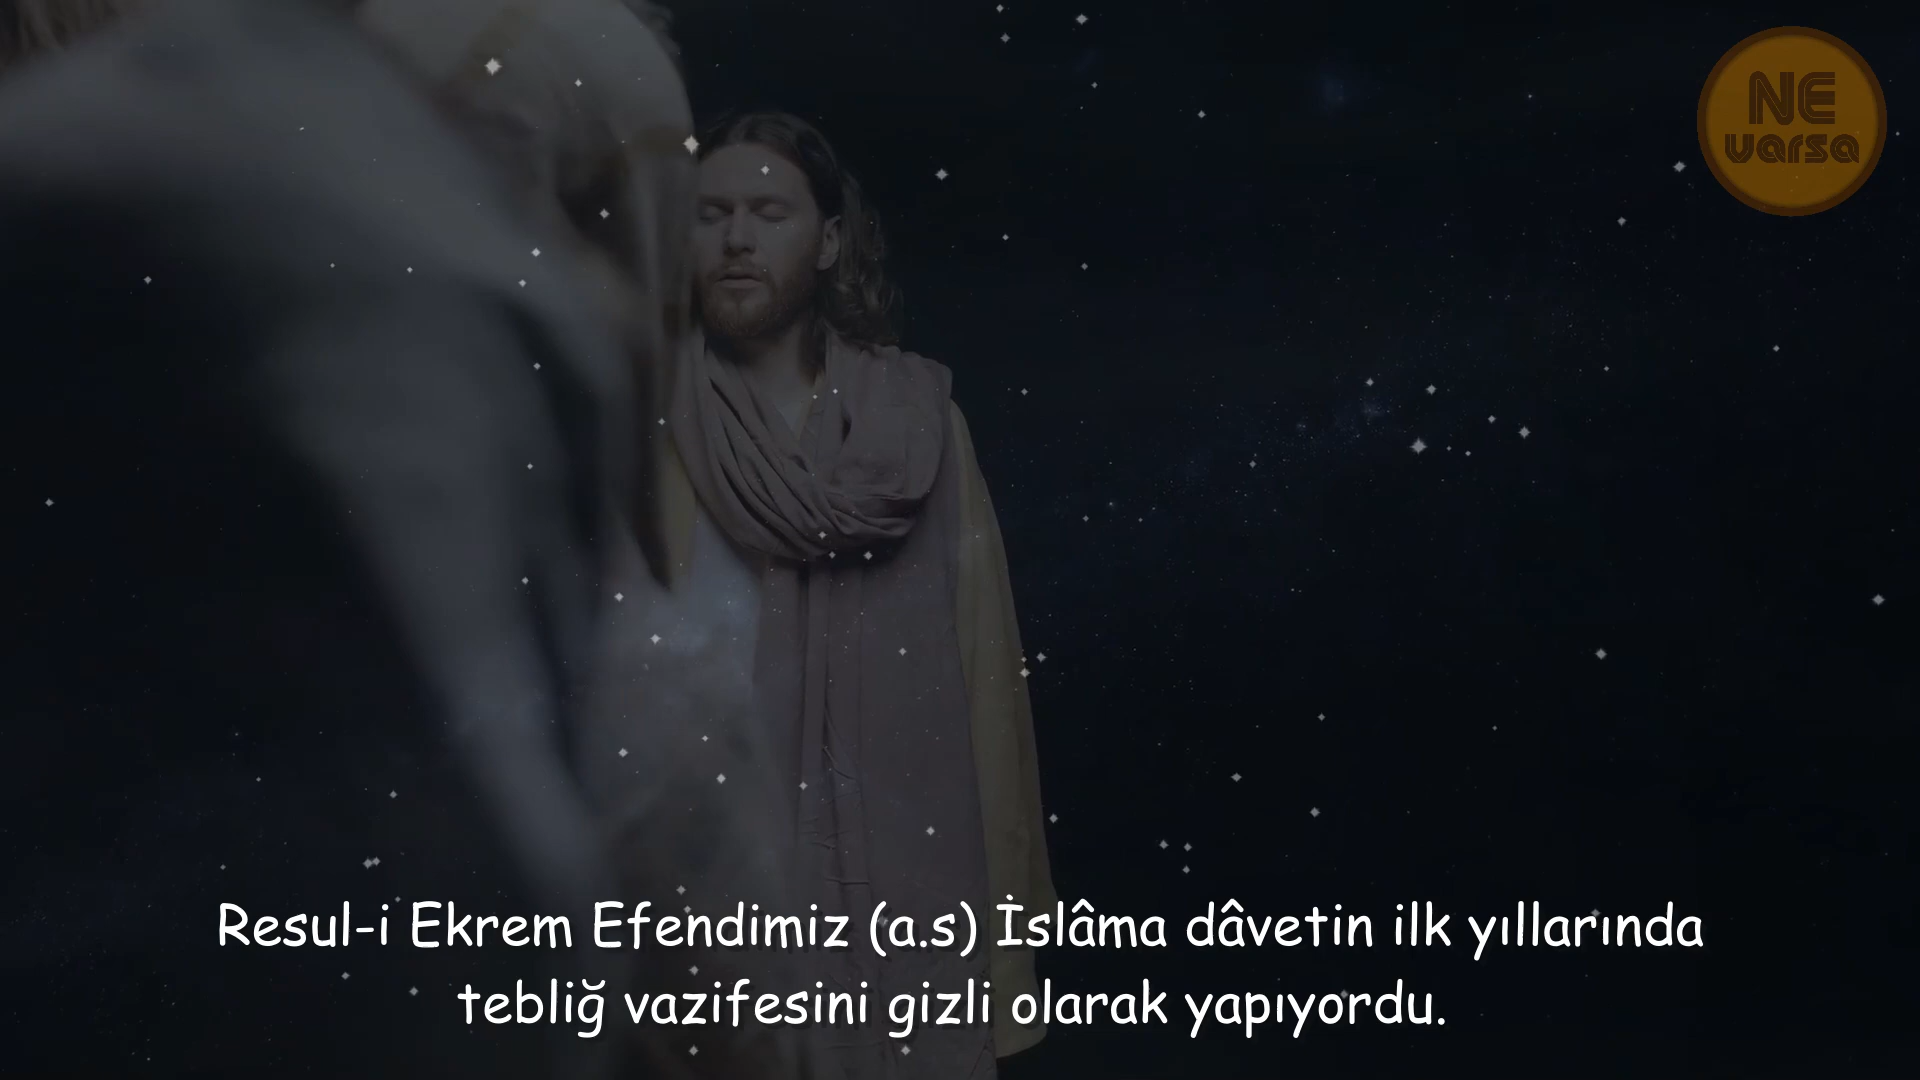 NE
varsa
Resul-i Ekrem Efendimiz (a.s) İslâma dâvetin ilk yıllarında
tebliğ vazifesini gizli olarak yapıyordu.